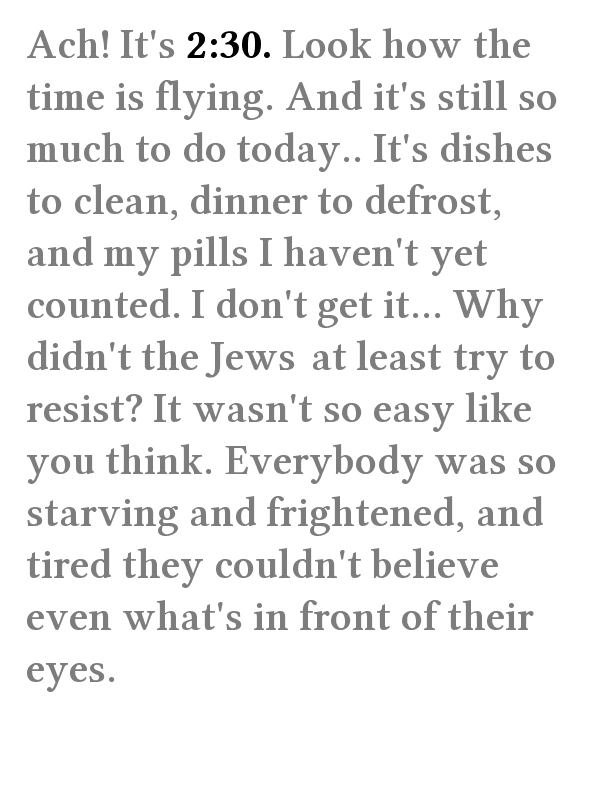 Ach! It's 2:30. Look how the
time is flying. And it's still so
much to do today.. It's dishes
to clean, dinner to defrost,
and my pills I haven't yet
counted. I don't get it... Why
didn't the Jews at least try to
resist? It wasn't so easy like
you think. Everybody was so
starving and frightened, and
tired they couldn't believe
even what's in front of their
eyes.